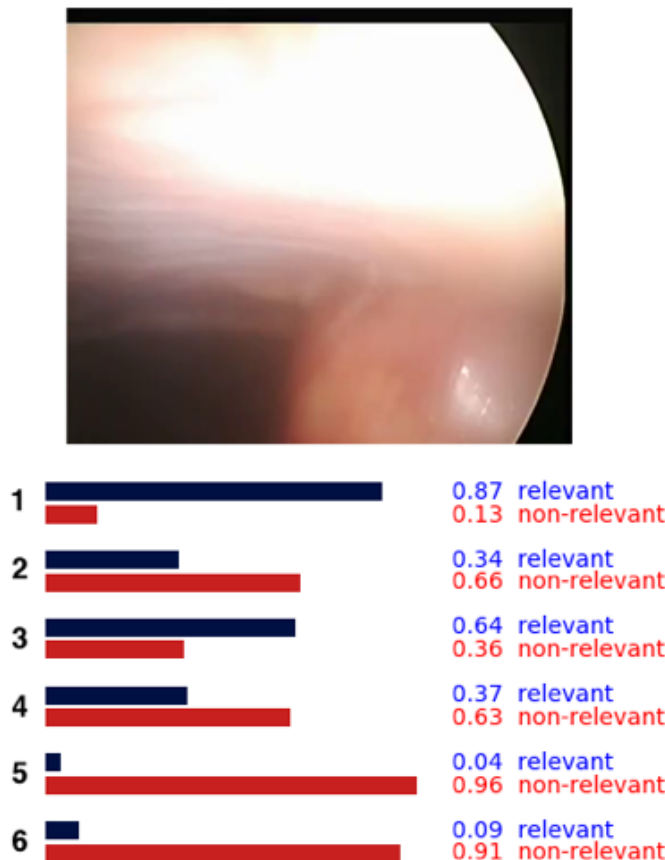 1
0.87 relevant
0.13 non-relevant
2
0.34 relevant
0.66 non-relevant
3
0.64 relevant
0.36 non-relevant
4
0.37 relevant
0.63 non-relevant
5
0.04 relevant
0.96 non-relevant
6
0.09 relevant
0.91 non-relevant